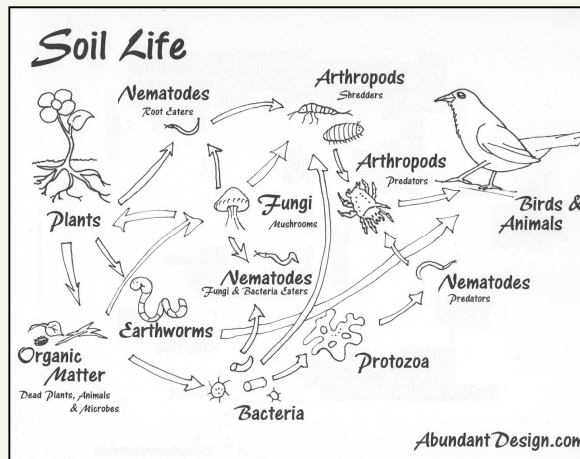 Soil Life
Nematodes
Root Eaters
Arthropods
Shredders
Arthropods
Predators
Plants
Fungi
Mushrooms
Birds &
Animals
Nematodes
Fungi & Bacteria Eaters
Nematodes
Predators
Earthworms
Organic
Matter
Dead Plants, Animals
& Microbes
Protozoa
Bacteria
AbundantDesign.com